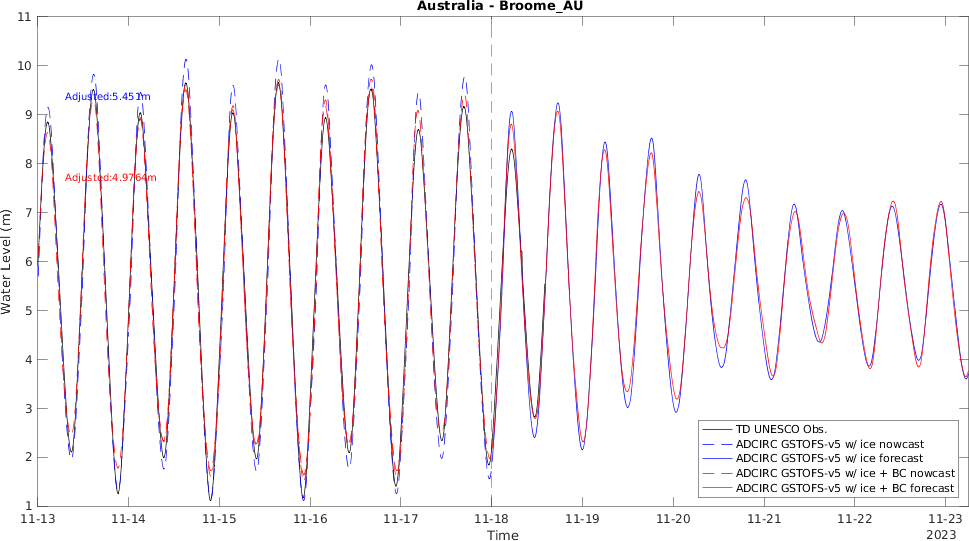 Australia - Broome_AU
11
10
9
8
7
6
5
4
3
2
1
Water Level (m)
Adjusted:5.451m
Adjusted:4.9764m
TD UNESCO Obs.
ADCIRC GSTOFS-v5 w/ ice nowcast
ADCIRC GSTOFS-v5 w/ ice forecast
ADCIRC GSTOFS-v5 w/ ice + BC nowcast
ADCIRC GSTOFS-v5 w/ ice + BC forecast
11-13 11-14 11-15 11-16 11-17 11-18 11-19 11-20 11-21 11-22 11-23
2023
Time